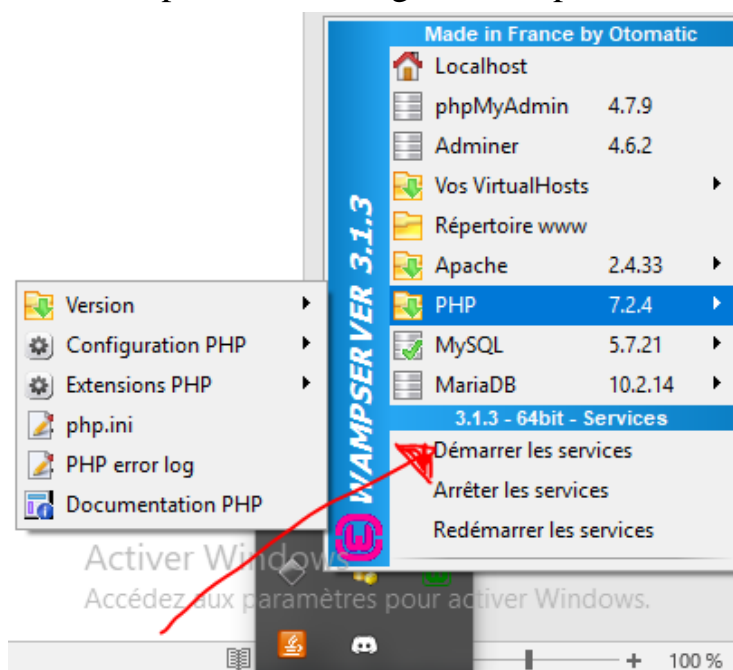 Made in France by Otomatic
Localhost
phpMyAdmin 4.7.9
Adminer 4.6.2
Vos VirtualHosts
Répertoire www
Apache 2.4.33
PHP 7.2.4
MySQL 5.7.21
MariaDB 10.2.14
3.1.3 - 64bit - Services
Démarrer les services
Arrêter les services
Redémarrer les services
WAMPSERVER 3.1.3
Version
Configuration PHP
Extensions PHP
php.ini
PHP error log
Documentation PHP
Activer Windows
Accédez aux paramètres pour activer Windows.
100 %